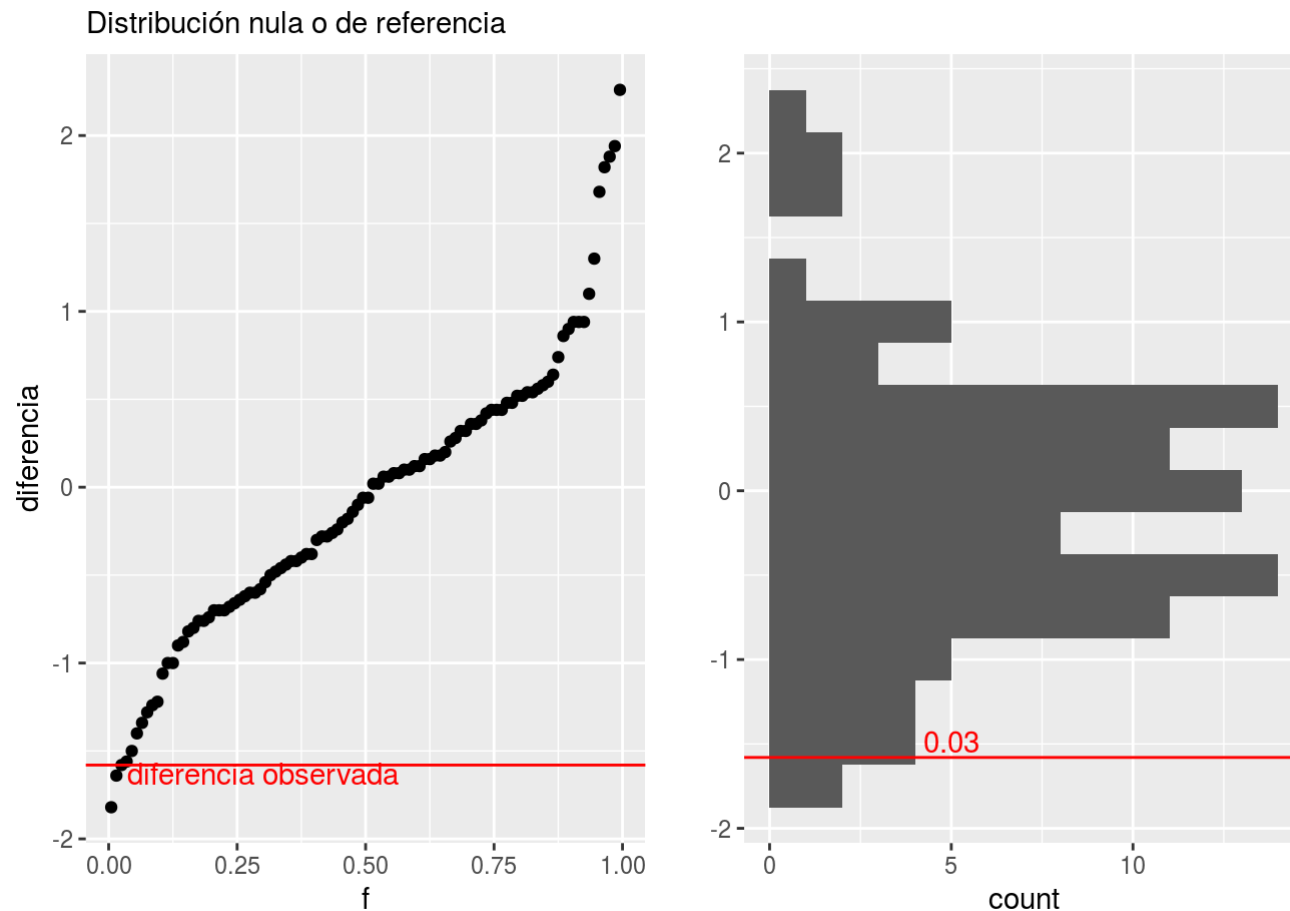 Distribución nula o de referencia
diferencia
2
1
0
-1
-2
diferencia observada
0.00 0.25 0.50 0.75 1.00
f
2
1
0
-1
-2
0.03
0 5 10
count